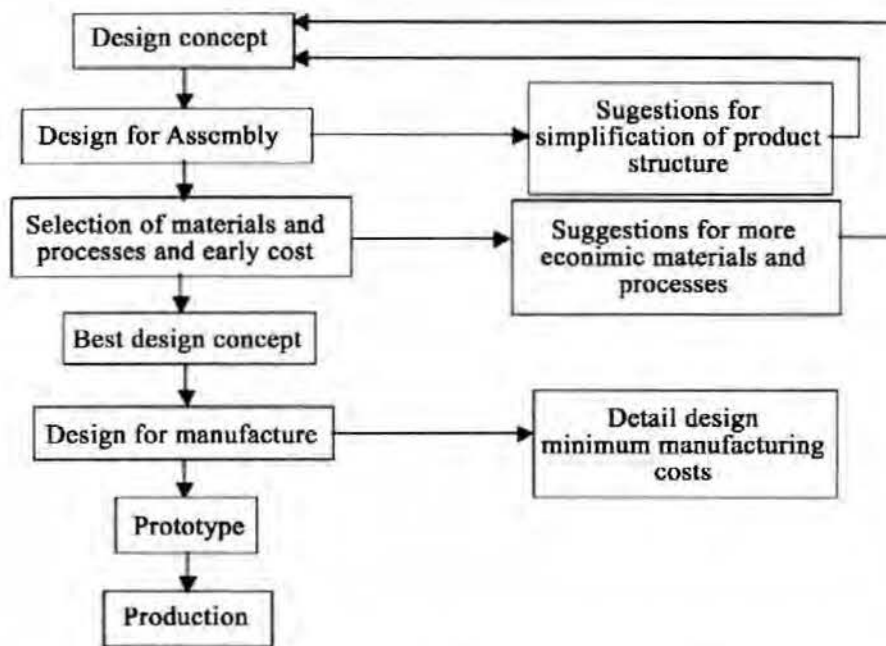 Design concept
Design for Assembly
Sugestions for
simplification of product
structure
Selection of materials and
processes and early cost
Suggestions for more
econimic materials and
processes
Best design concept
Design for manufacture
Detail design
minimum manufacturing
costs
Prototype
Production